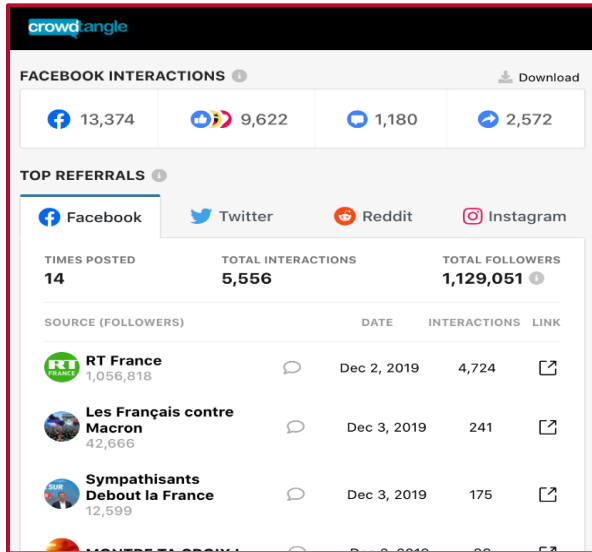 crowdtangle
FACEBOOK INTERACTIONS
Download
13,374
9,622
1,180
2,572
TOP REFERRALS
Facebook
Twitter
Reddit
Instagram
TIMES POSTED
TOTAL INTERACTIONS
TOTAL FOLLOWERS
14
5,556
1,129,051
SOURCE (FOLLOWERS)
DATE
INTERACTIONS
LINK
RT
FRANCE
RT France
1,056,818
Dec 2, 2019
4,724
Les Français contre
Macron
42,666
Dec 3, 2019
241
SUR
Sympathisants
Debout la France
12,599
Dec 3, 2019
175
MONTRE TA CROIX !